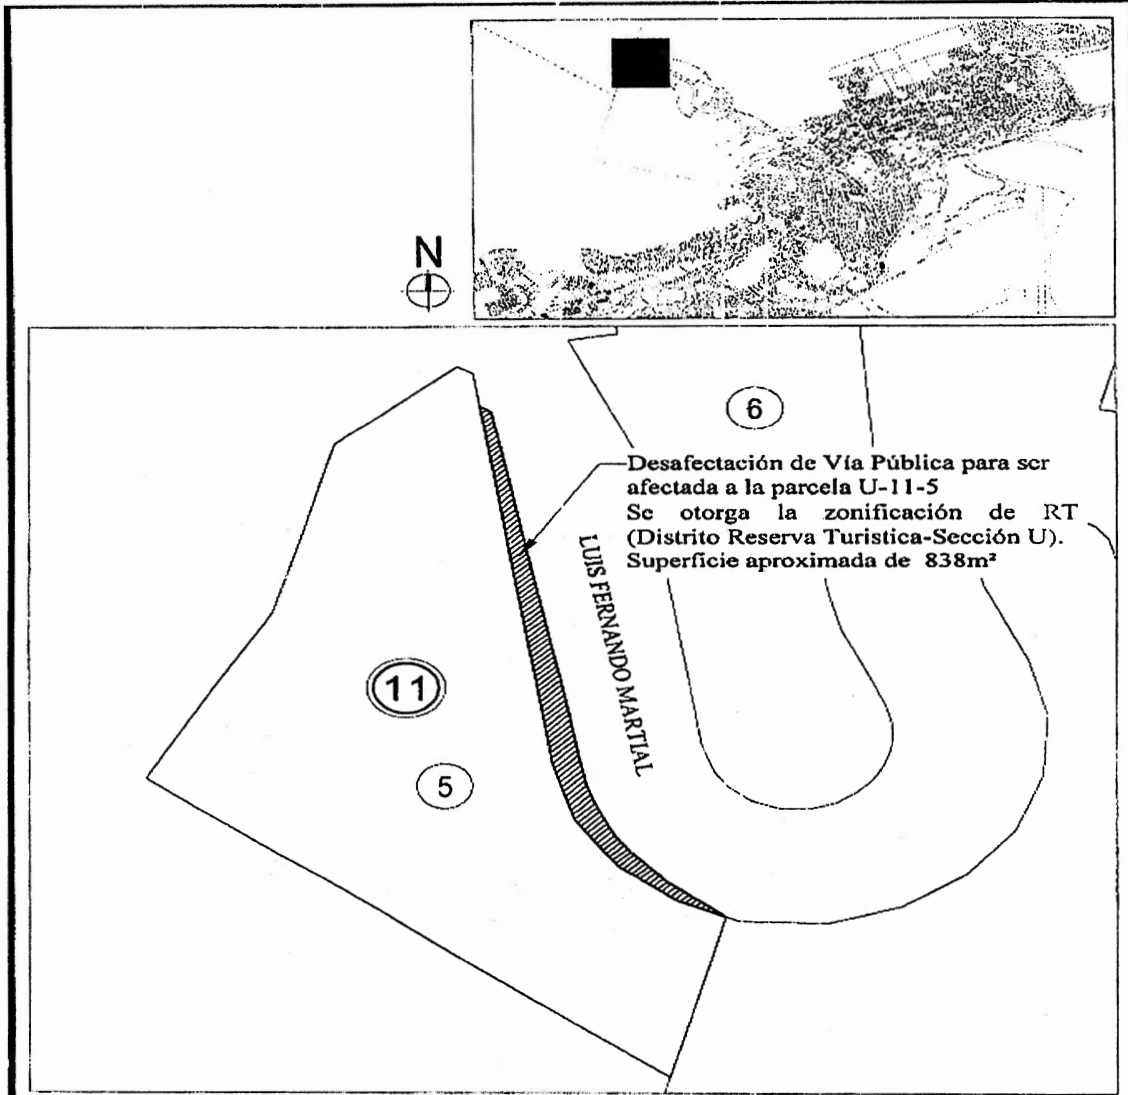 N
6
Desafectación de Vía Pública para ser
afectada a la parcela U-11-5
Se otorga la zonificación de RT
(Distrito Reserva Turistica-Sección U).
Superficie aproximada de 838m²
LUIS FERNANDO MARTIAL
11
5